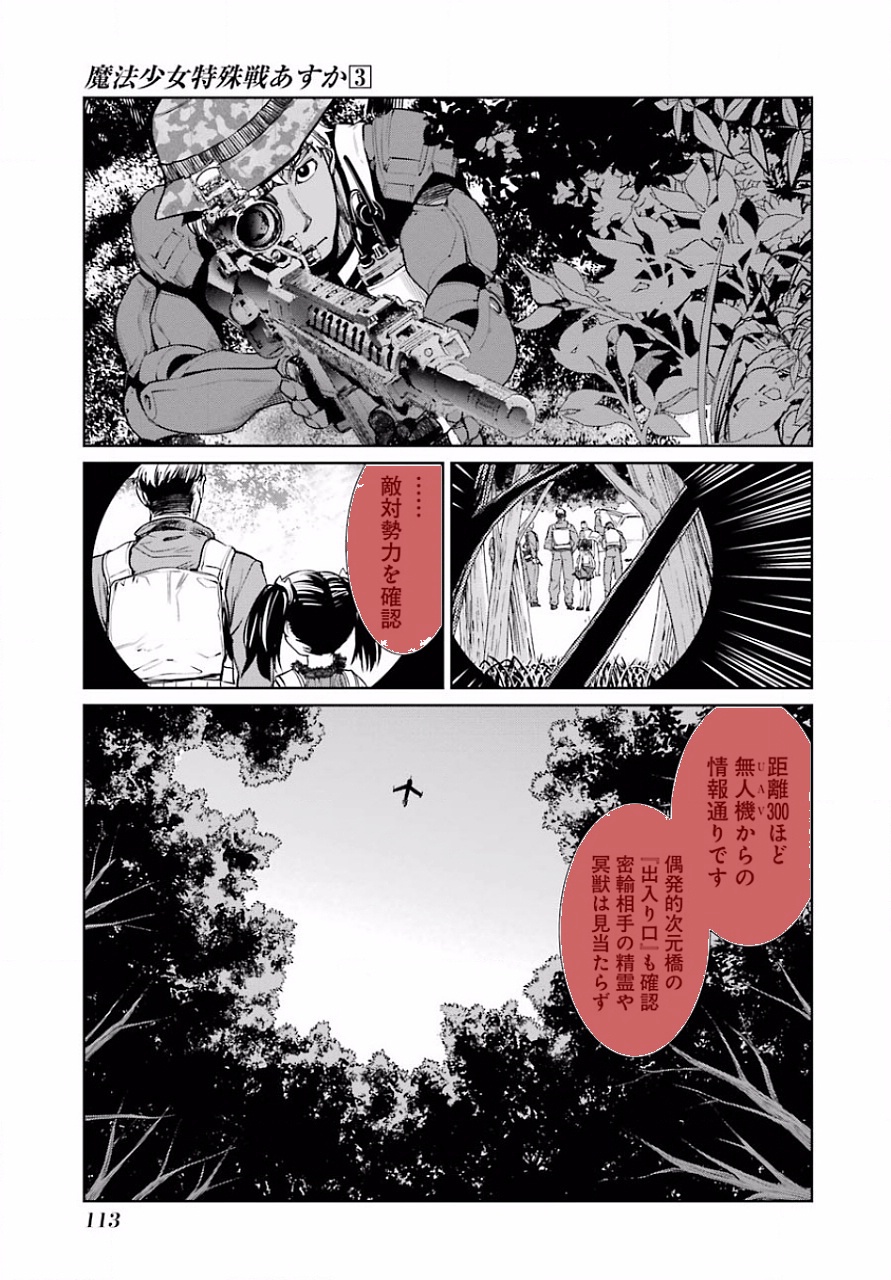 魔法少女特殊戦あすか3
……
敵対勢力を確認
距離300ほど
無人機からの
UAV
情報通りです
偶発的次元橋の
『出入り口』も確認
密輸相手の精霊や
冥獣は見当たらず
113